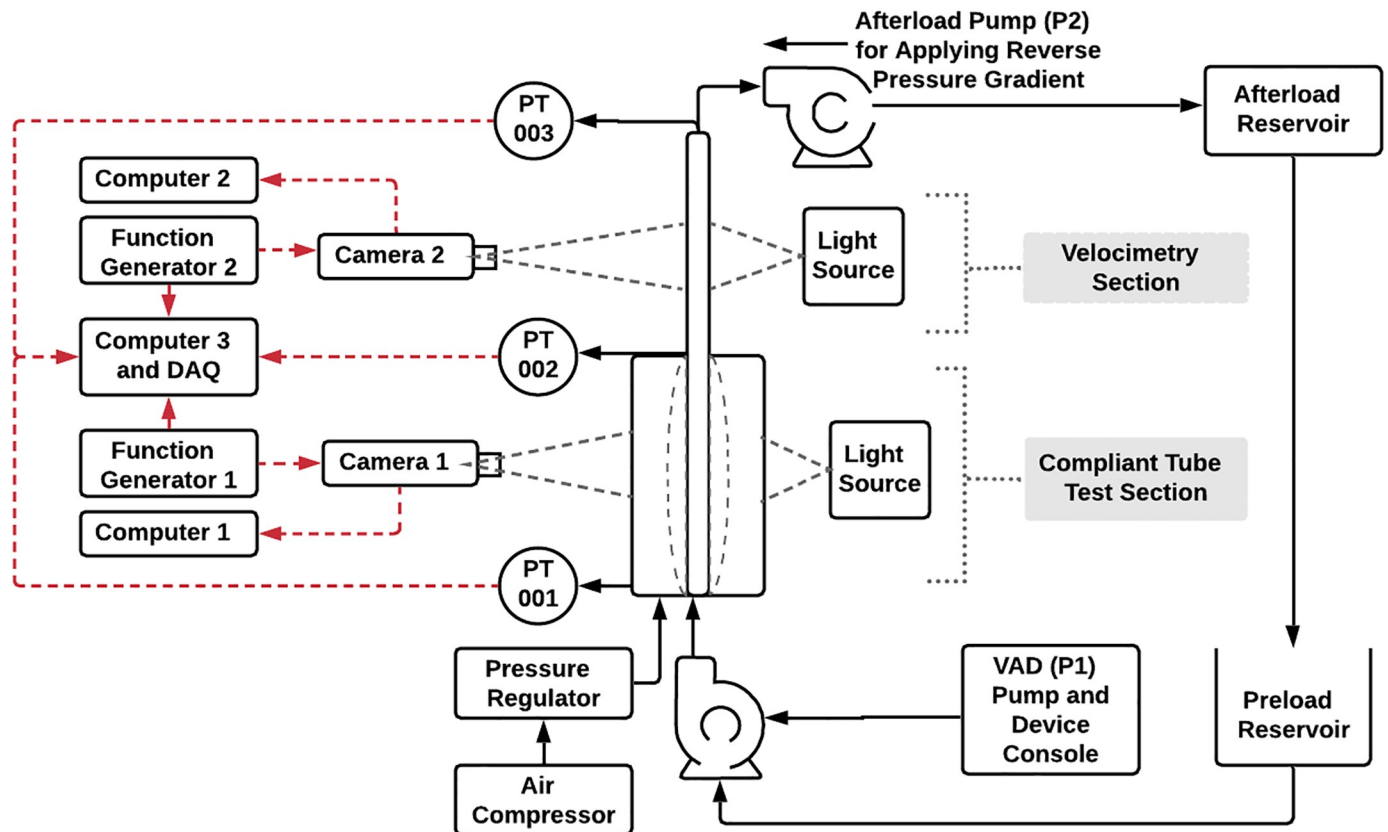 Afterload Pump (P2)
for Applying Reverse
Pressure Gradient
PT
003
Afterload
Reservoir
Computer 2
Function
Generator 2
Camera 2
Light
Source
Velocimetry
Section
Computer 3
and DAQ
PT
002
Function
Generator 1
Camera 1
Light
Source
Compliant Tube
Test Section
Computer 1
PT
001
Pressure
Regulator
VAD (P1)
Pump and
Device
Console
Preload
Reservoir
Air
Compressor